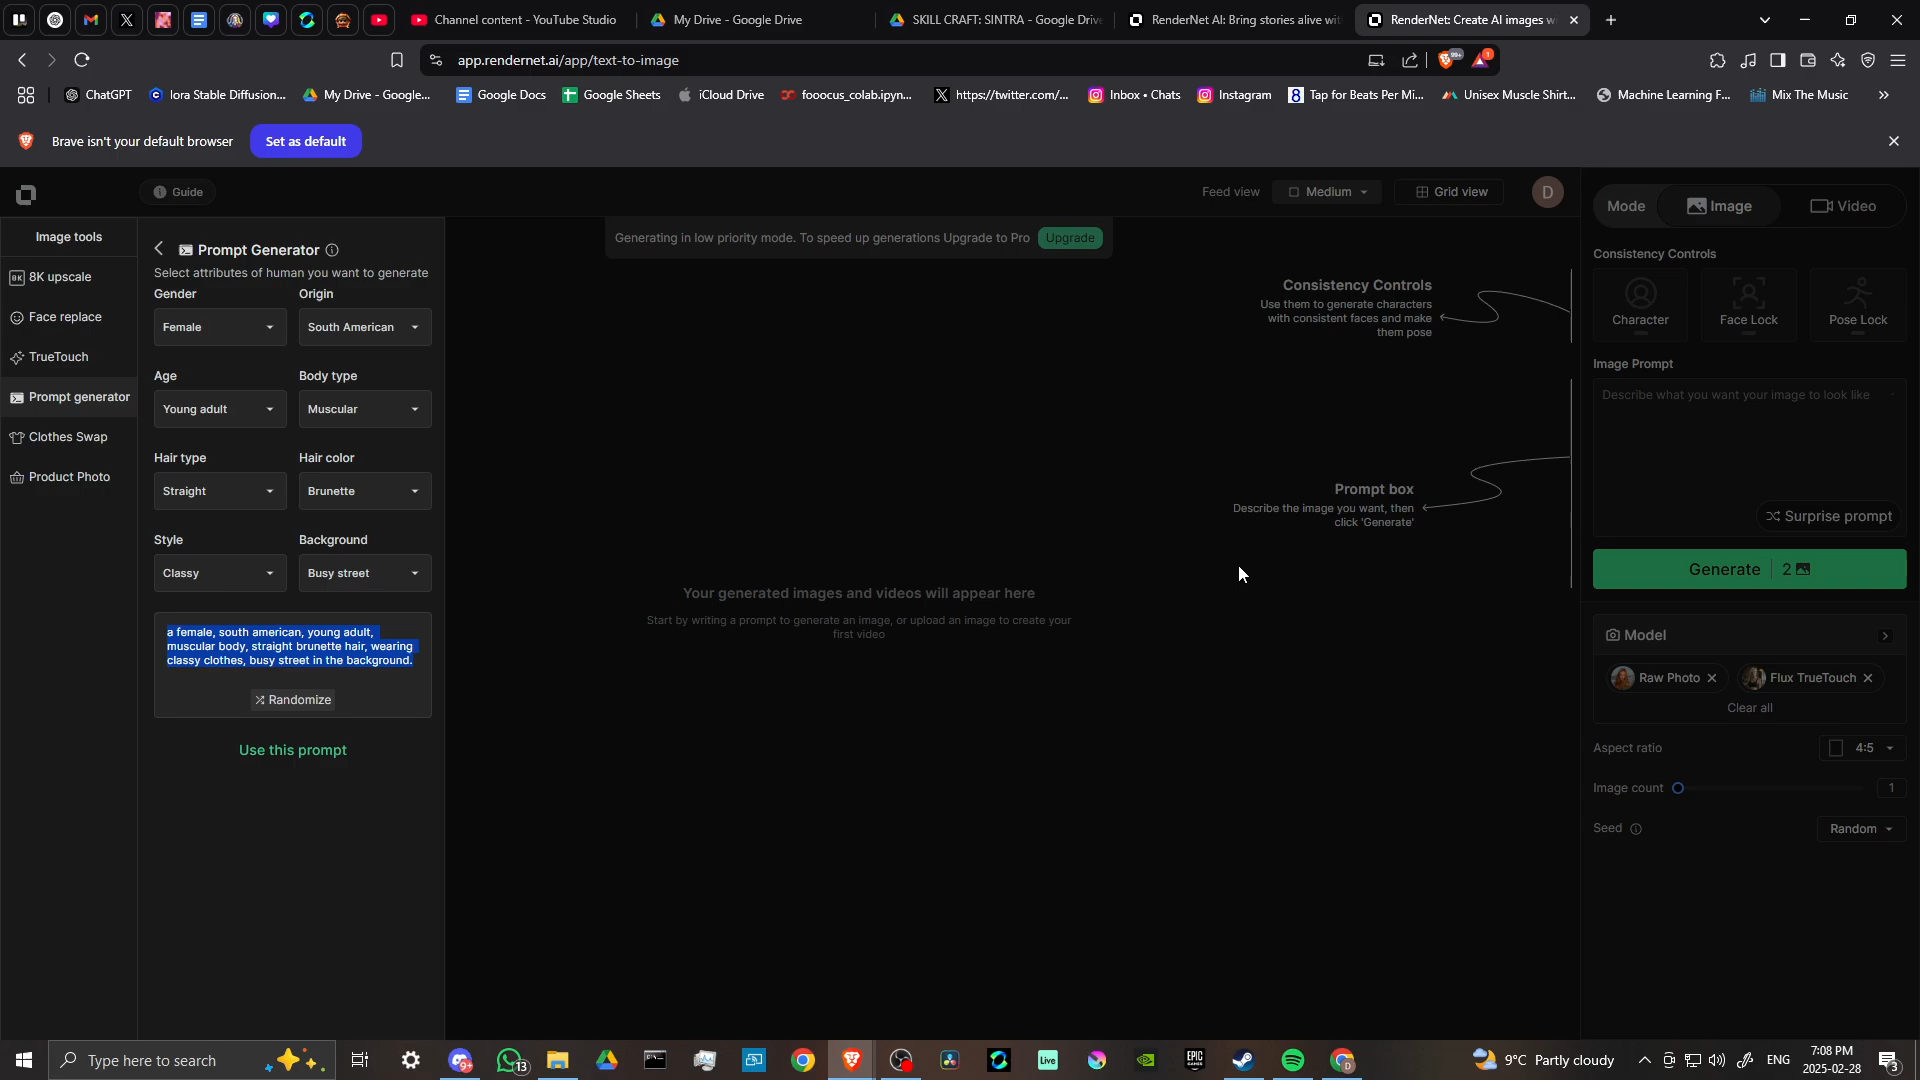 Channel content - YouTube Studio
My Drive - Google Drive
SKILL CRAFT: SINTRA - Google Drive
RenderNet AI: Bring stories alive wit
RenderNet: Create AI images w
app.rendernet.ai/app/text-to-image
99+
1
ChatGPT
lora Stable Diffusion...
My Drive - Google...
Google Docs
Google Sheets
iCloud Drive
fooocus_colab.ipyn...
https://twitter.com/...
Inbox • Chats
Instagram
Tap for Beats Per Mi...
Unisex Muscle Shirt...
Machine Learning F...
Mix The Music
Brave isn't your default browser
Set as default
Guide
Feed view
Medium
Grid view
D
Mode
Image
Video
Image tools
8K upscale
Face replace
TrueTouch
Prompt generator
Clothes Swap
Product Photo
Prompt Generator
Select attributes of human you want to generate
Gender
Origin
Female
South American
Age
Body type
Young adult
Muscular
Hair type
Hair color
Straight
Brunette
Style
Background
Classy
Busy street
a female, south american, young adult,
muscular body, straight brunette hair, wearing
classy clothes, busy street in the background.
Randomize
Use this prompt
Generating in low priority mode. To speed up generations Upgrade to Pro
Upgrade
Consistency Controls
Use them to generate characters
with consistent faces and make
them pose
Prompt box
Describe the image you want, then
click 'Generate'
Your generated images and videos will appear here
Start by writing a prompt to generate an image, or upload an image to create your
first video
Consistency Controls
Character
Face Lock
Pose Lock
Image Prompt
Describe what you want your image to look like
Surprise prompt
Generate
2
Model
Raw Photo
Flux TrueTouch
Clear all
Aspect ratio
4:5
Image count
1
Seed
Random
Type here to search
9+
13
Live
EPIC
GAMES
9°C Partly cloudy
ENG
7:08 PM
2025-02-28
3